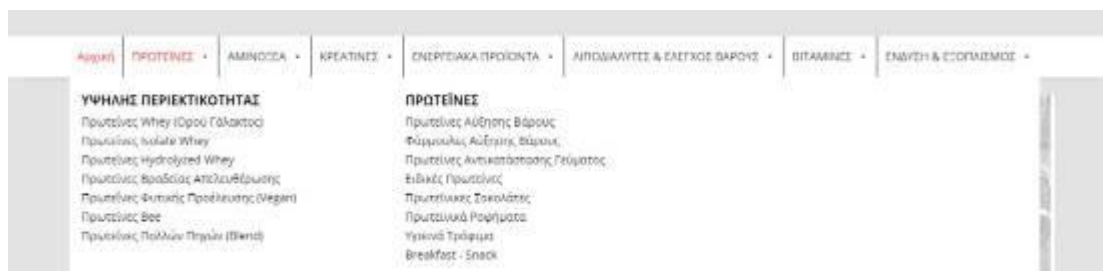 Αρχική ΠΡΩΤΕΪΝΕΣ ΑΜΙΝΟΞΕΑ ΚΡΕΑΤΙΝΕΣ ΕΝΕΡΓΕΙΑΚΑ ΠΡΟΪΟΝΤΑ ΛΙΠΟΔΙΑΛΥΤΕΣ & ΕΛΕΓΧΟΣ ΒΑΡΟΥΣ ΒΙΤΑΜΙΝΕΣ ΕΝΔΥΣΗ & ΕΞΟΠΛΙΣΜΟΣ
ΥΨΗΛΗΣ ΠΕΡΙΕΚΤΙΚΟΤΗΤΑΣ
Πρωτεΐνες Whey (Ορού Γάλακτος)
Πρωτεΐνες Isolate Whey
Πρωτεΐνες Hydrolyzed Whey
Πρωτεΐνες Βραδείας Απελευθέρωσης
Πρωτεΐνες Φυτικής Προέλευσης (Vegan)
Πρωτεΐνες Bee
Πρωτεΐνες Πολλών Πηγών (Blend)
ΠΡΩΤΕΪΝΕΣ
Πρωτεΐνες Αύξησης Βάρους
Φόρμουλες Αύξησης Βάρους
Πρωτεΐνες Αντικατάστασης Γεύματος
Ειδικές Πρωτεΐνες
Πρωτεϊνικές Σοκολάτες
Πρωτεϊνικά Ροφήματα
Υγιεινά Τρόφιμα
Breakfast - Snack